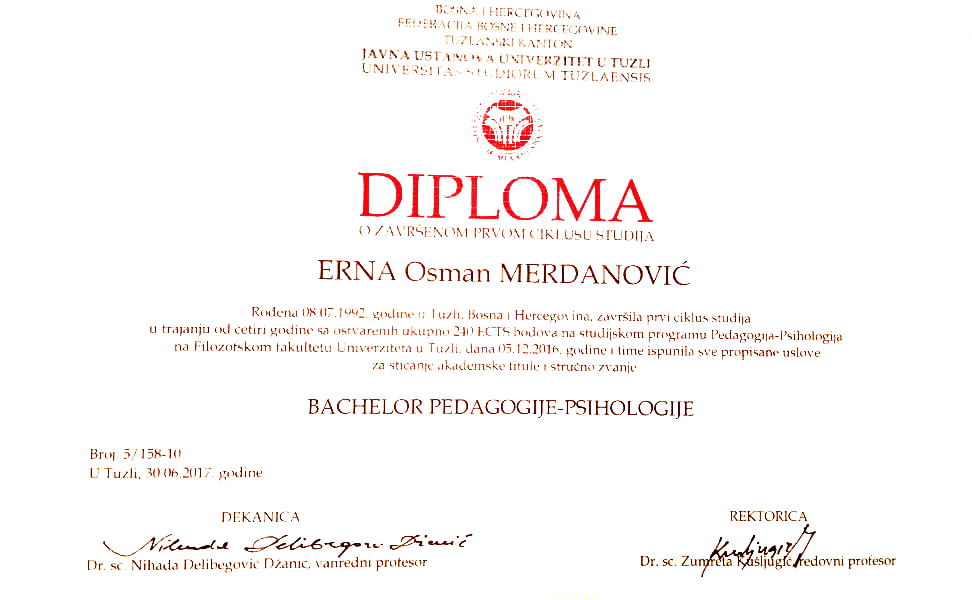 BOSNA I HERCEGOVINA
FEDERACIJA BOSNE I HERCEGOVINE
TUZLANSKI KANTON
JAVNA USTANOVA UNIVERZITET U TUZLI
UNIVERSITAS STUDIORUM TUZLAENSIS
DIPLOMA
O ZAVRŠENOM PRVOM CIKLUSU STUDIJA
ERNA Osman MERDANOVIĆ
Rođena 08.07.1992. godine u Tuzli, Bosna i Hercegovina, završila prvi ciklus studija
u trajanju od četiri godine sa ostvarenih ukupno 240 ECTS bodova na studijskom programu Pedagogija-Psihologija
na Filozofskom fakultetu Univerziteta u Tuzli, dana 05.12.2016. godine i time ispunila sve propisane uslove
za sticanje akademske titule i stručno zvanje
BACHELOR PEDAGOGIJE-PSIHOLOGIJE
Broj: 5/158-10
U Tuzli, 30.06.2017. godine
DEKANICA
Nihada Delibegović Džanić
Dr. sc. Nihada Delibegović Džanić, vanredni profesor
REKTORICA
Kušljugić
Dr. sc. Zumreta Kušljugić, redovni profesor